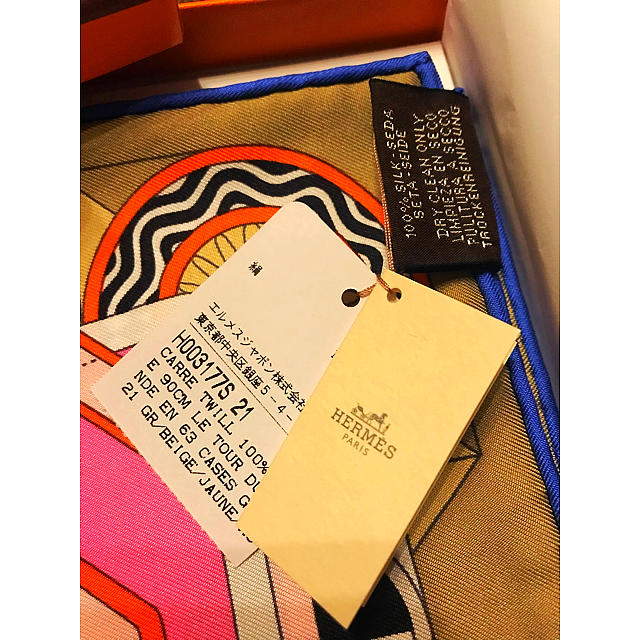 100% SILK-SEDA
SETA-SEIDE
DRY CLEAN ONLY
LIMPIEZA EN SECO
PULITURA A SECCO
TROCKENREINIGUNG
絹
エルメスジャポン株式会社
東京都中央区銀座5-4-
H003177S 21
CARRE TWILL 100%
E 90CM LE TOUR DU
NDE EN 63 CASES G
21 GR/BEIGE/JAUNE/
HERMÈS
PARIS